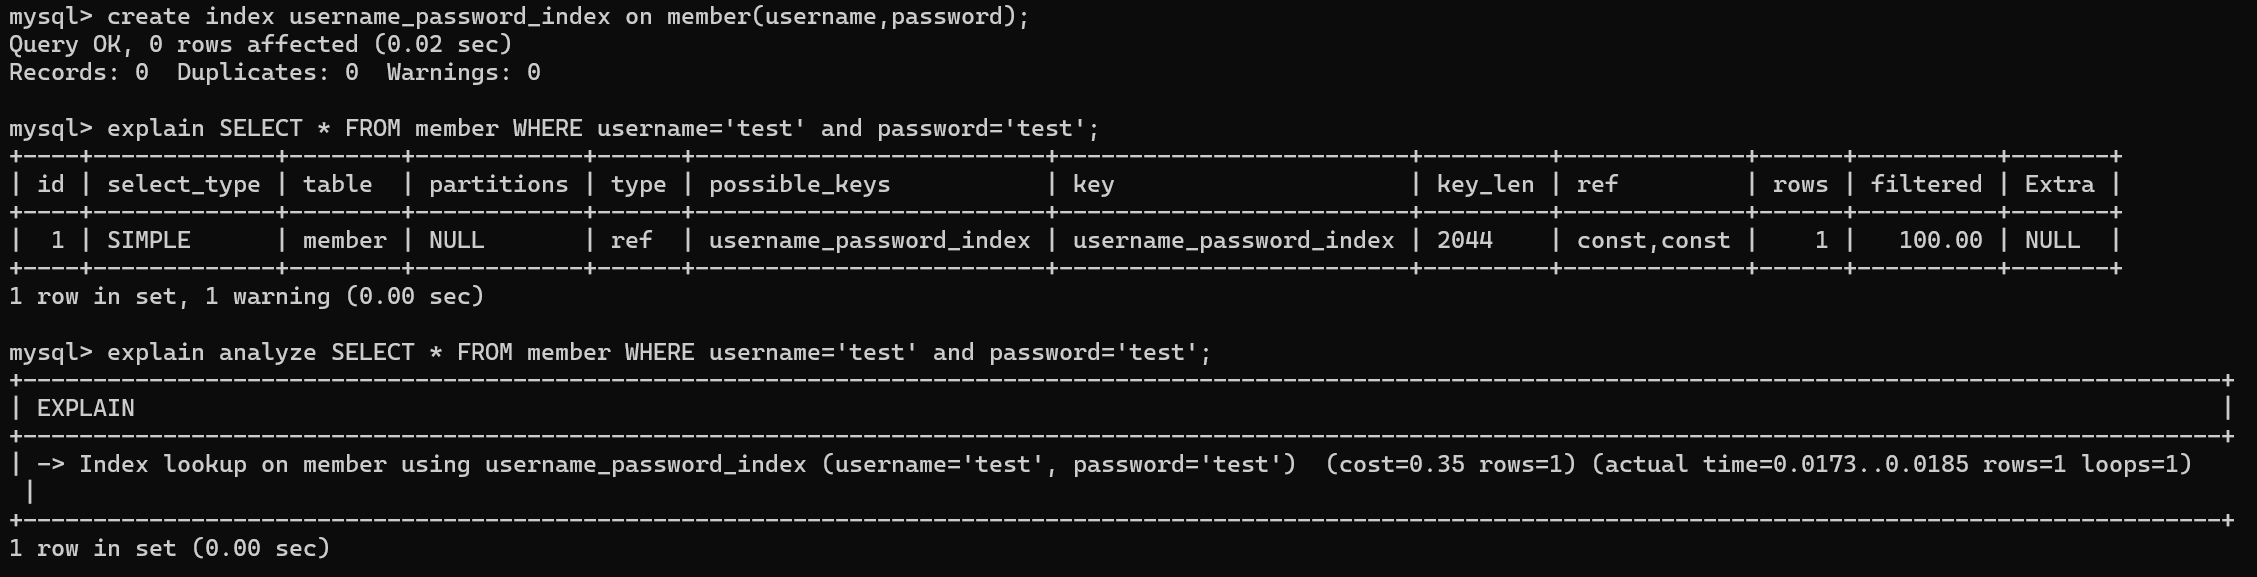 mysql> create index username_password_index on member(username,password);
Query OK, 0 rows affected (0.02 sec)
Records: 0  Duplicates: 0  Warnings: 0

mysql> explain SELECT * FROM member WHERE username='test' and password='test';
+----+-------------+--------+------------+------+-------------------------+-------------------------+---------+-------------+------+----------+-------+
| id | select_type | table  | partitions | type | possible_keys           | key                     | key_len | ref         | rows | filtered | Extra |
+----+-------------+--------+------------+------+-------------------------+-------------------------+---------+-------------+------+----------+-------+
|  1 | SIMPLE      | member | NULL       | ref  | username_password_index | username_password_index | 2044    | const,const |    1 |   100.00 | NULL  |
+----+-------------+--------+------------+------+-------------------------+-------------------------+---------+-------------+------+----------+-------+
1 row in set, 1 warning (0.00 sec)

mysql> explain analyze SELECT * FROM member WHERE username='test' and password='test';
+-------------------------------------------------------------------------------------------------------------------------------------------------------------+
| EXPLAIN                                                                                                                                                     |
+-------------------------------------------------------------------------------------------------------------------------------------------------------------+
| -> Index lookup on member using username_password_index (username='test', password='test')  (cost=0.35 rows=1) (actual time=0.0173..0.0185 rows=1 loops=1)
 |
+-------------------------------------------------------------------------------------------------------------------------------------------------------------+
1 row in set (0.00 sec)